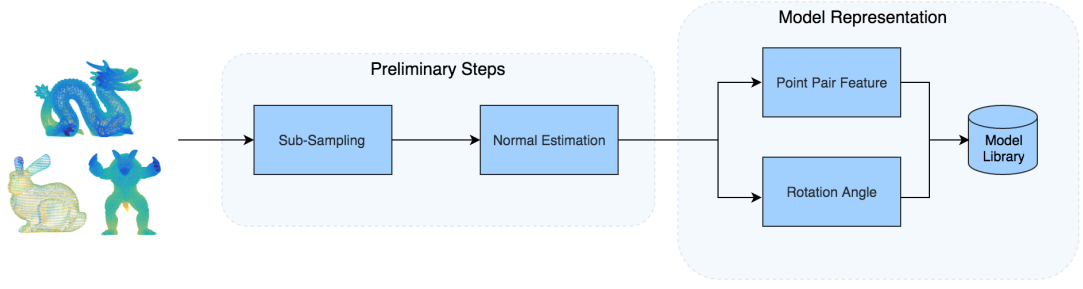 Preliminary Steps
Sub-Sampling
Normal Estimation
Model Representation
Point Pair Feature
Rotation Angle
Model
Library